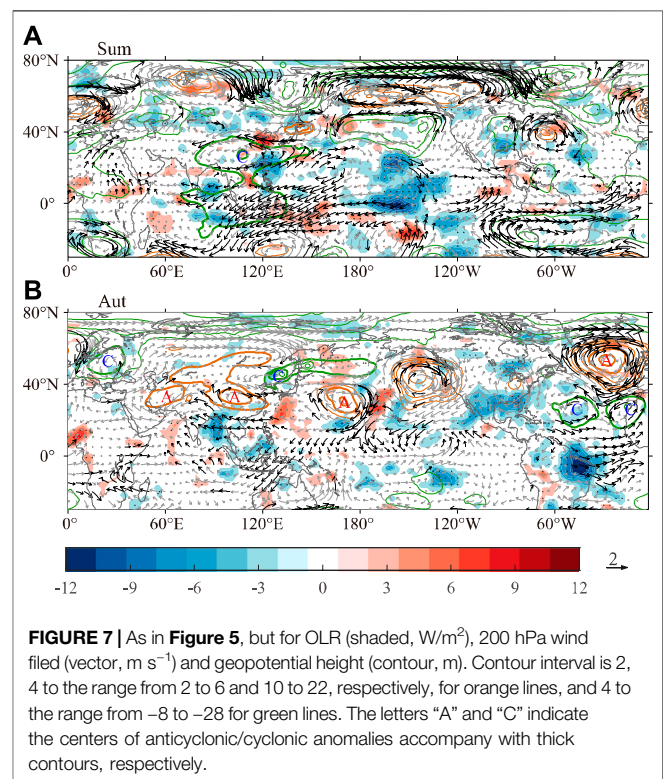 A
Sum
80°N
40°N
C
0°
0° 60°E 120°E 180° 120°W 60°W
B
Aut
80°N
C
C
A
A
A
A
40°N
C
C
0°
0° 60°E 120°E 180° 120°W 60°W
-12 -9 -6 -3 0 3 6 9 12
2
FIGURE 7 | As in Figure 5, but for OLR (shaded, W/m²), 200 hPa wind
filed (vector, m s⁻¹) and geopotential height (contour, m). Contour interval is 2,
4 to the range from 2 to 6 and 10 to 22, respectively, for orange lines, and 4 to
the range from −8 to −28 for green lines. The letters “A” and “C” indicate
the centers of anticyclonic/cyclonic anomalies accompany with thick
contours, respectively.